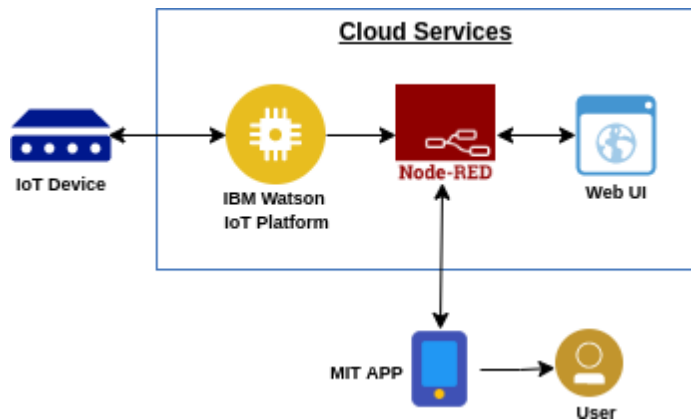 Cloud Services
IoT Device
IBM Watson
IoT Platform
Node-RED
Web UI
MIT APP
User